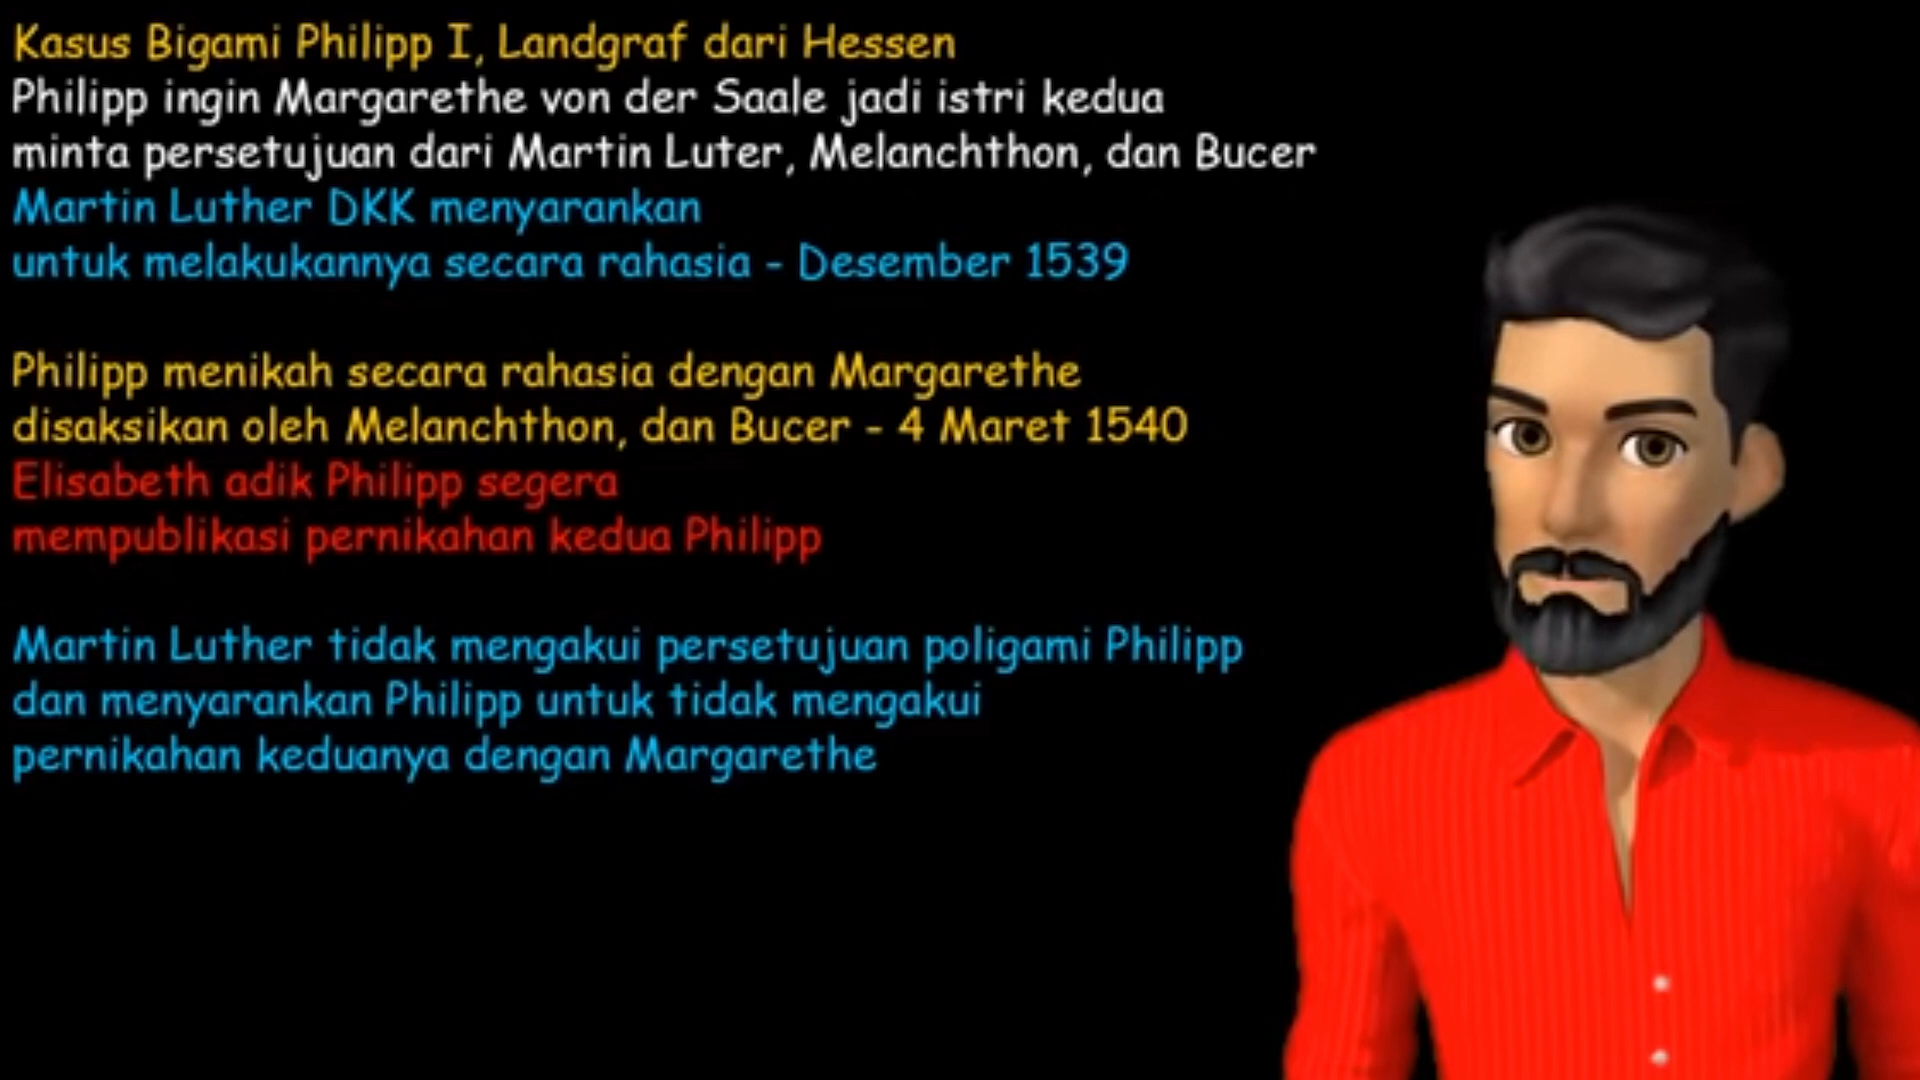 Kasus Bigami Philipp I, Landgraf dari Hessen
Philipp ingin Margarethe von der Saale jadi istri kedua
minta persetujuan dari Martin Luter, Melanchthon, dan Bucer
Martin Luther DKK menyarankan
untuk melakukannya secara rahasia - Desember 1539
Philipp menikah secara rahasia dengan Margarethe
disaksikan oleh Melanchthon, dan Bucer - 4 Maret 1540
Elisabeth adik Philipp segera
mempublikasi pernikahan kedua Philipp
Martin Luther tidak mengakui persetujuan poligami Philipp
dan menyarankan Philipp untuk tidak mengakui
pernikahan keduanya dengan Margarethe